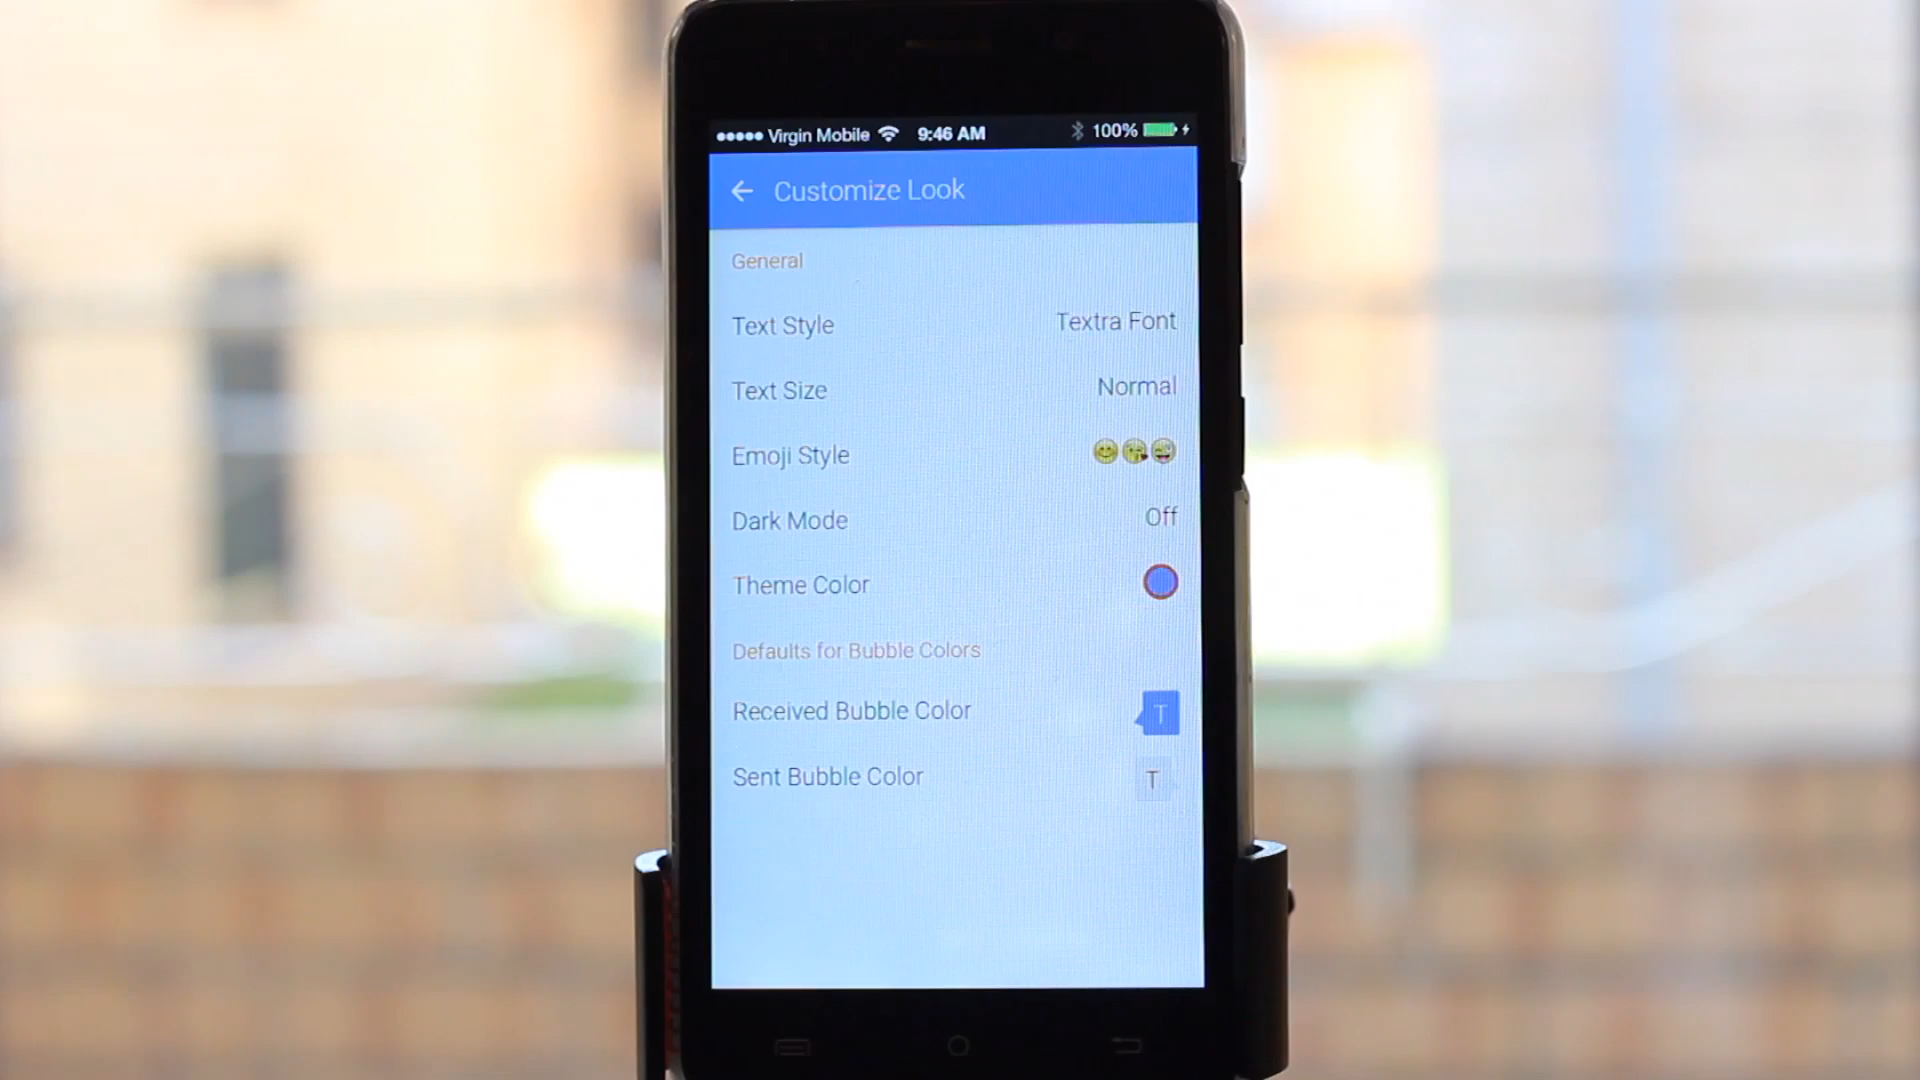 Virgin Mobile 9:46 AM 100%
Customize Look
General
Text Style Textra Font
Text Size Normal
Emoji Style
Dark Mode Off
Theme Color
Defaults for Bubble Colors
Received Bubble Color T
Sent Bubble Color T